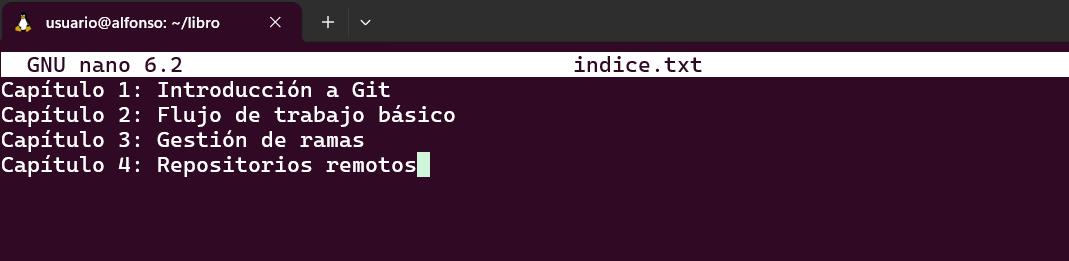 usuario@alfonso: ~/libro
GNU nano 6.2 indice.txt
Capítulo 1: Introducción a Git
Capítulo 2: Flujo de trabajo básico
Capítulo 3: Gestión de ramas
Capítulo 4: Repositorios remotos